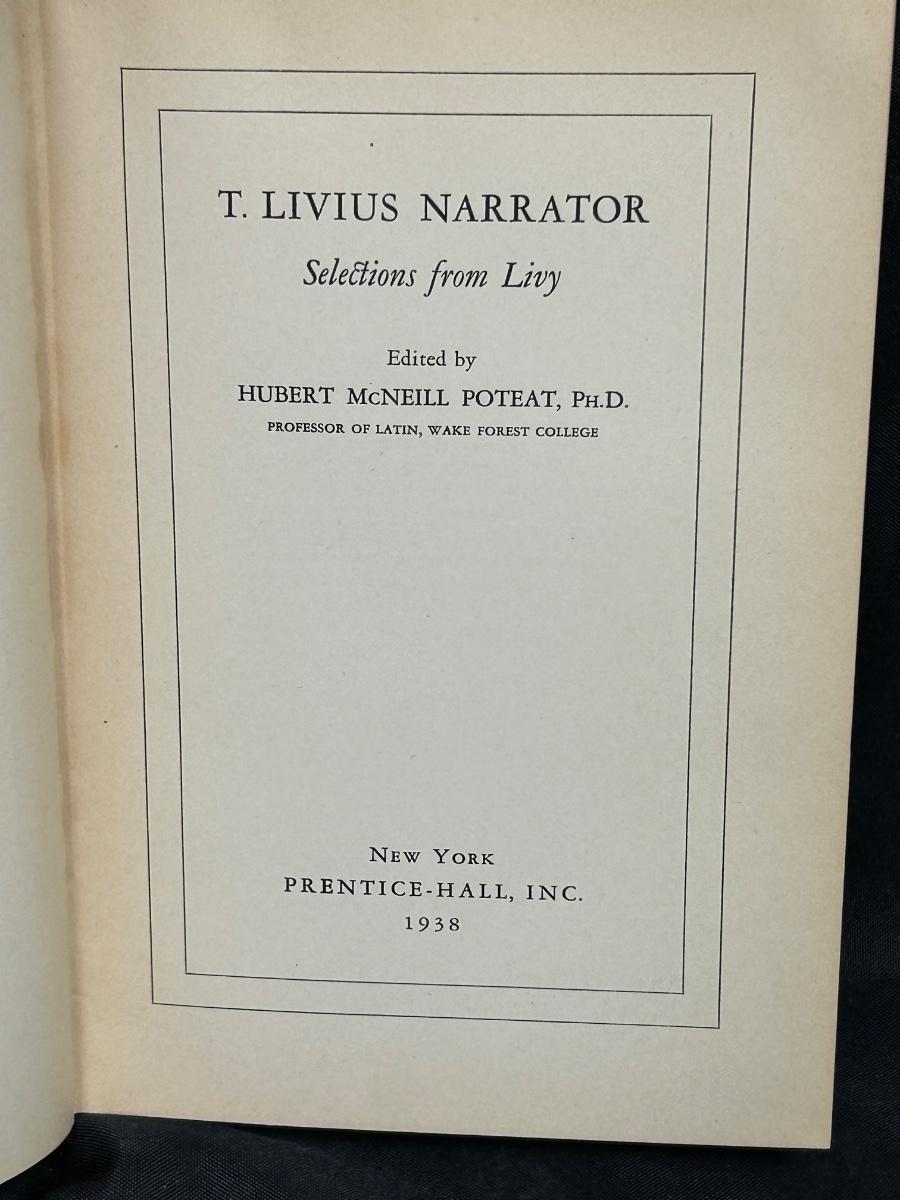 T. LIVIUS NARRATOR
Selections from Livy
Edited by
HUBERT McNEILL POTEAT, Ph.D.
PROFESSOR OF LATIN, WAKE FOREST COLLEGE
New York
PRENTICE-HALL, INC.
1938